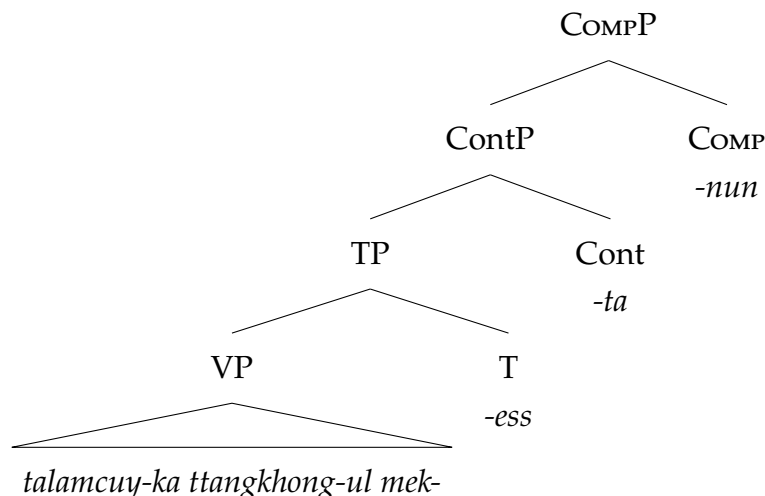 CompP
ContP Comp
-nun
TP Cont
-ta
VP T
-ess
talamcuy-ka ttangkhong-ul mek-